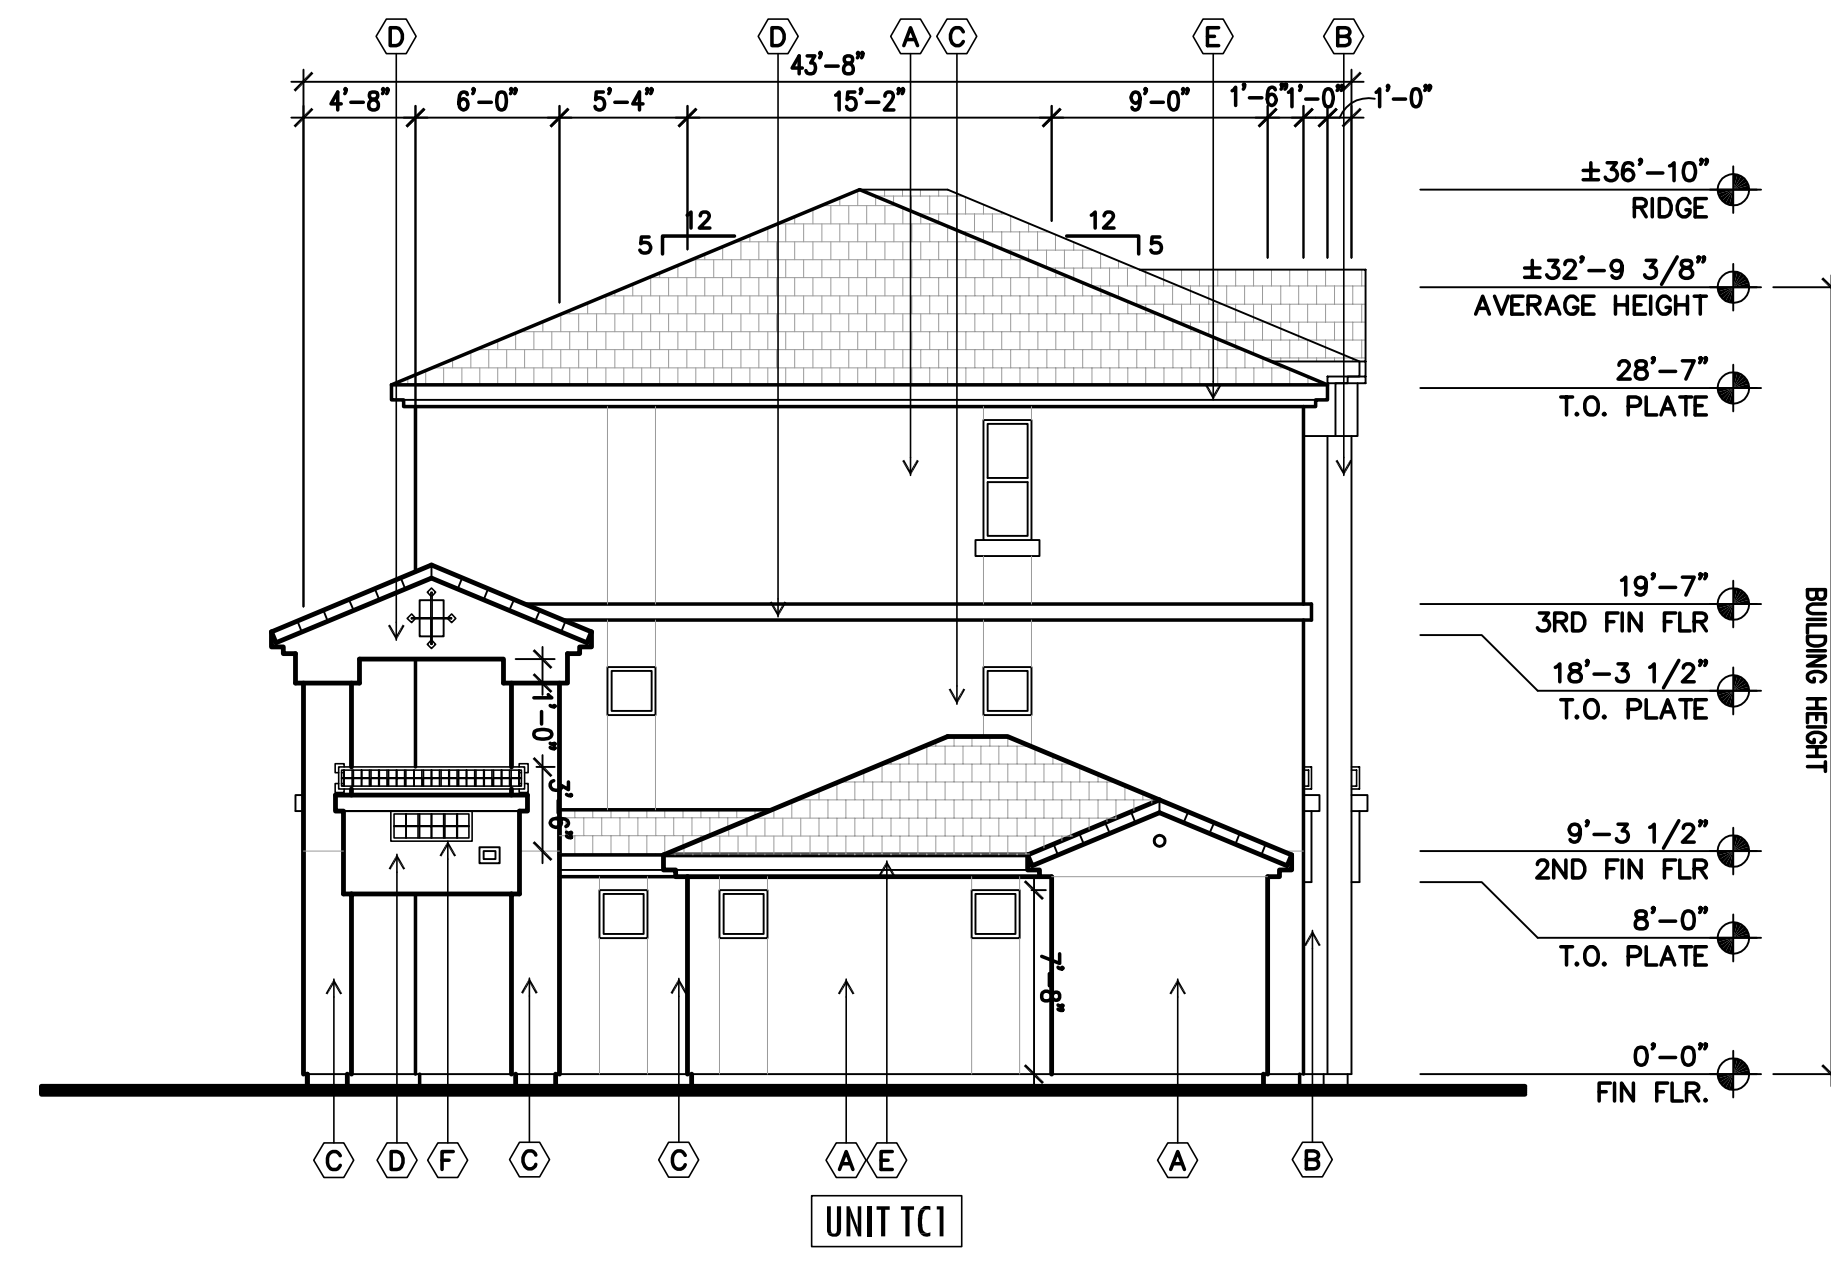 D D A C E B
43'-8"
4'-8" 6'-0" 5'-4" 15'-2" 9'-0" 1'-6" 1'-0" 1'-0"
±36'-10"
RIDGE
12 12
5 5
±32'-9 3/8"
AVERAGE HEIGHT
28'-7"
T.O. PLATE
19'-7"
3RD FIN FLR
18'-3 1/2"
T.O. PLATE
BUILDING HEIGHT
1'-0"
3'-6"
9'-3 1/2"
2ND FIN FLR
8'-0"
T.O. PLATE
7'-8"
0'-0"
FIN FLR.
C D F C C A E A B
UNIT TC1